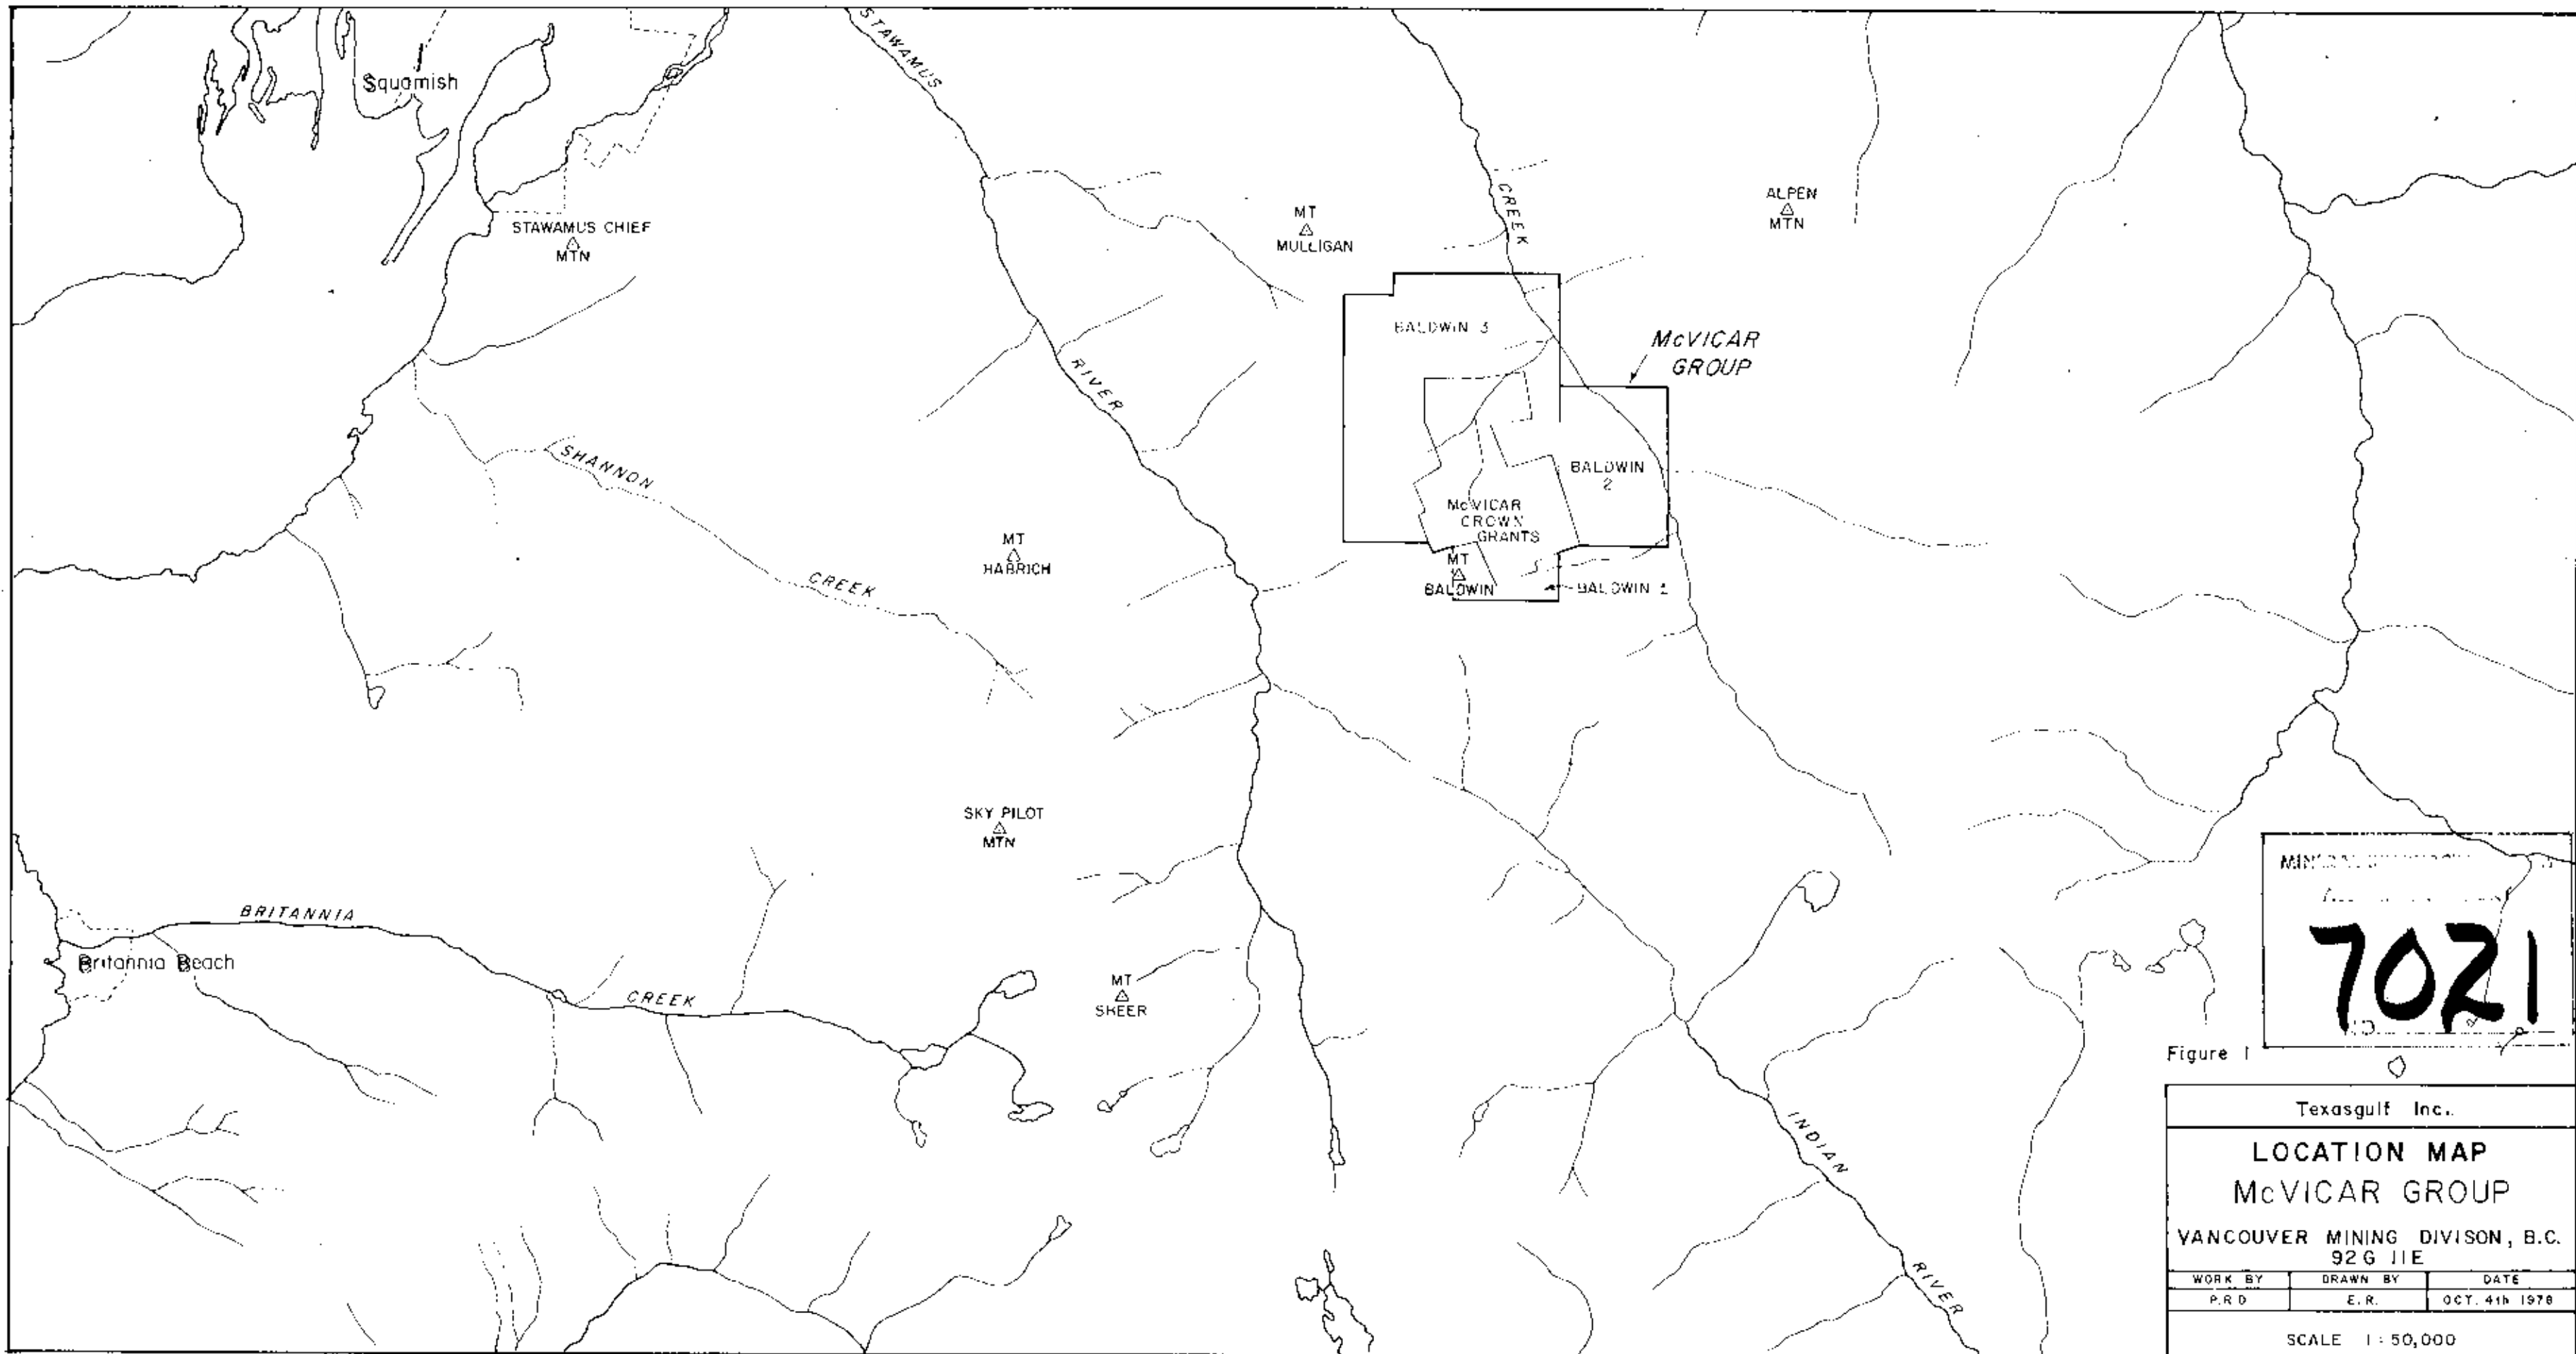 Squamish
STAWAMUS
RIVER
CREEK
STAWAMUS CHIEF
MTN
MT
MULLIGAN
ALPEN
MTN
BALDWIN 3
McVICAR
GROUP
BALDWIN
2
McVICAR
CROWN
GRANTS
MT
BALDWIN
BALDWIN 1
SHANNON
CREEK
MT
HABRICH
SKY PILOT
MTN
BRITANNIA
CREEK
Britannia Beach
MT
SHEER
INDIAN
RIVER
7021
Figure 1
Texasgulf Inc.
LOCATION MAP
McVICAR GROUP
VANCOUVER MINING DIVISON, B.C.
92 G 11E
WORK BY DRAWN BY DATE
P.R.D E.R. OCT. 4th 1978
SCALE 1 : 50,000